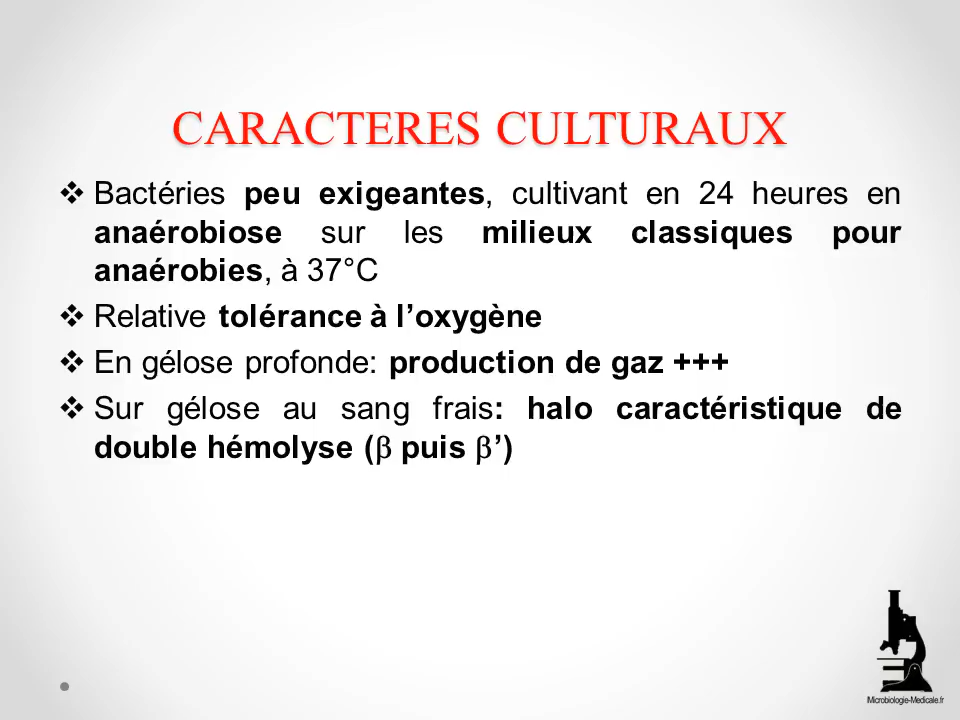 CARACTERES CULTURAUX
❖ Bactéries peu exigeantes, cultivant en 24 heures en
anaérobiose sur les milieux classiques pour
anaérobies, à 37°C
❖ Relative tolérance à l’oxygène
❖ En gélose profonde: production de gaz +++
❖ Sur gélose au sang frais: halo caractéristique de
double hémolyse (β puis β’)
Microbiologie-Medicale.fr